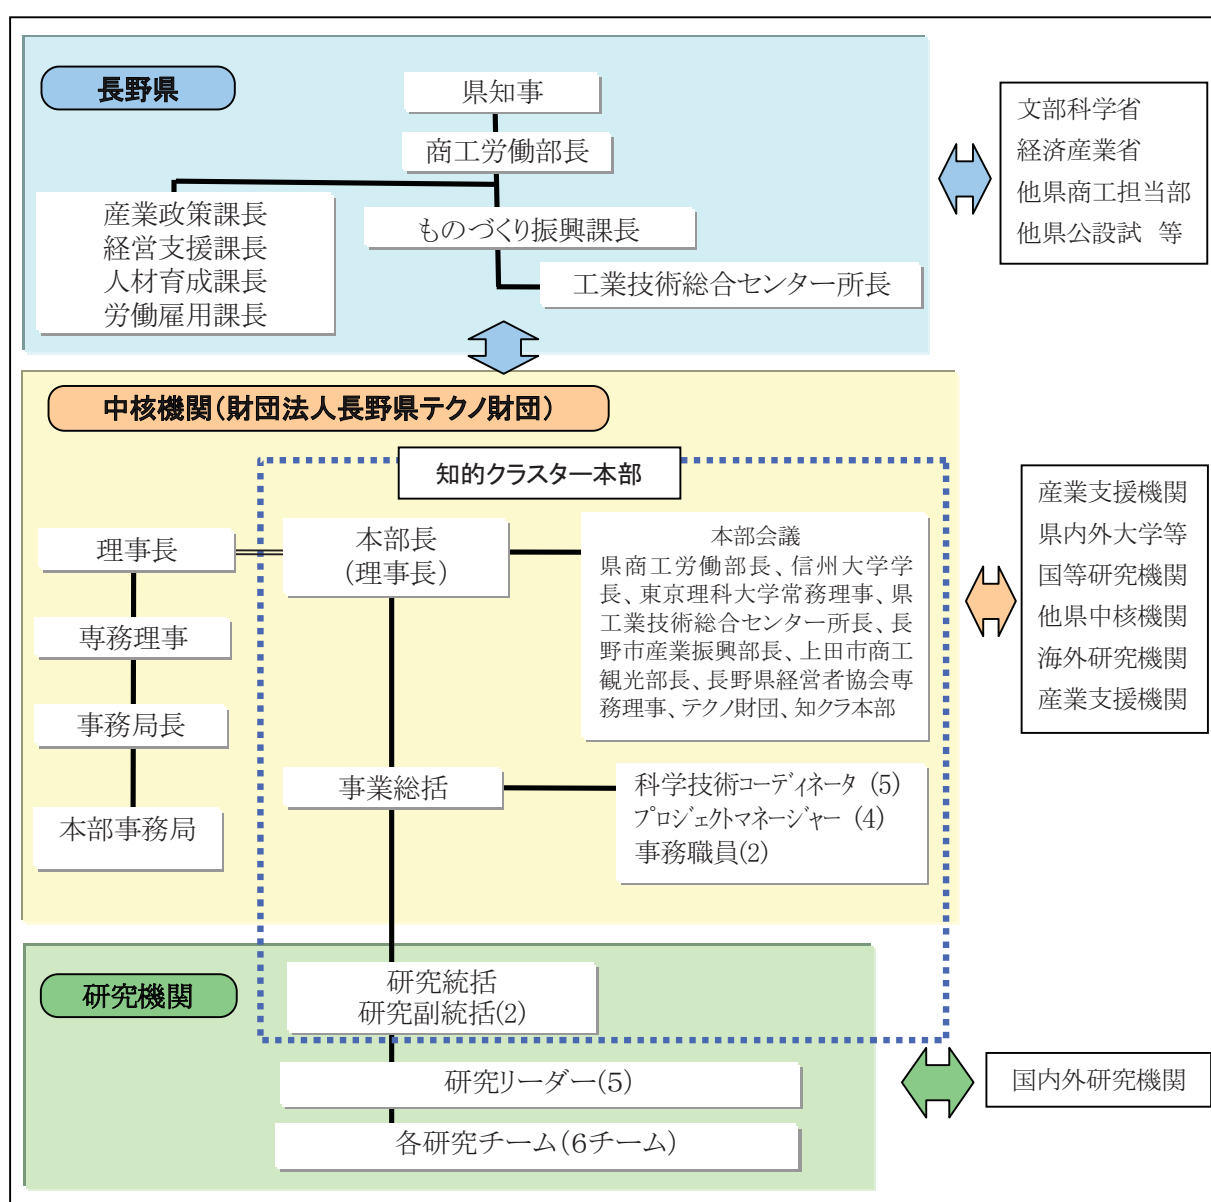 長野県
県知事
商工労働部長
産業政策課長
経営支援課長
人材育成課長
労働雇用課長
ものづくり振興課長
工業技術総合センター所長
文部科学省
経済産業省
他県商工担当部
他県公設試 等
中核機関(財団法人長野県テクノ財団)
知的クラスター本部
理事長
専務理事
事務局長
本部事務局
本部長
(理事長)
本部会議
県商工労働部長、信州大学学
長、東京理科大学常務理事、県
工業技術総合センター所長、長
野市産業振興部長、上田市商工
観光部長、長野県経営者協会専
務理事、テクノ財団、知クラ本部
事業総括
科学技術コーディネータ (5)
プロジェクトマネージャー (4)
事務職員(2)
産業支援機関
県内外大学等
国等研究機関
他県中核機関
海外研究機関
産業支援機関
研究機関
研究統括
研究副統括(2)
研究リーダー(5)
各研究チーム(6チーム)
国内外研究機関